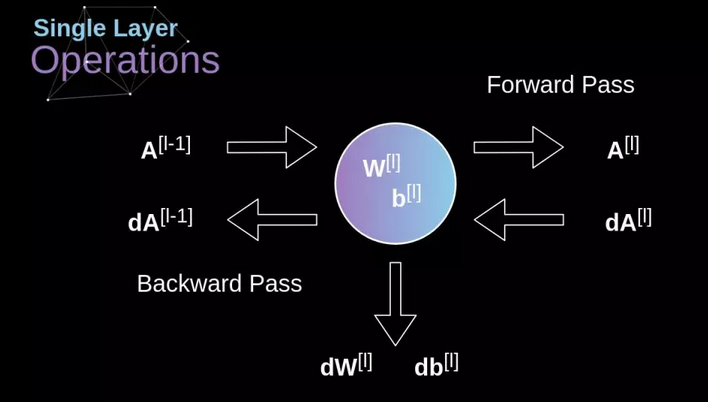 Single Layer
Operations
Forward Pass
A[l-1]
W[l]
b[l]
A[l]
dA[l-1]
dA[l]
Backward Pass
dW[l] db[l]